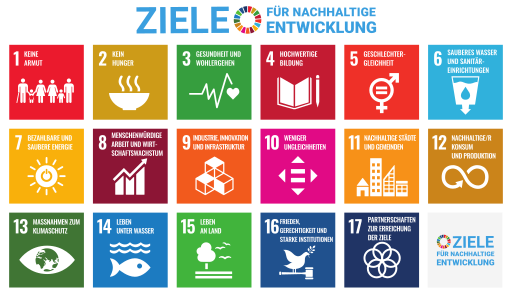 ZIELE FÜR NACHHALTIGE
ENTWICKLUNG
1 KEINE
ARMUT
2 KEIN
HUNGER
3 GESUNDHEIT UND
WOHLERGEHEN
4 HOCHWERTIGE
BILDUNG
5 GESCHLECHTER-
GLEICHHEIT
6 SAUBERES WASSER
UND SANITÄR-
EINRICHTUNGEN
7 BEZAHLBARE UND
SAUBERE ENERGIE
8 MENSCHENWÜRDIGE
ARBEIT UND WIRT-
SCHAFTSWACHSTUM
9 INDUSTRIE, INNOVATION
UND INFRASTRUKTUR
10 WENIGER
UNGLEICHHEITEN
11 NACHHALTIGE STÄDTE
UND GEMEINDEN
12 NACHHALTIGE/R
KONSUM
UND PRODUKTION
13 MASSNAHMEN ZUM
KLIMASCHUTZ
14 LEBEN
UNTER WASSER
15 LEBEN
AN LAND
16 FRIEDEN,
GERECHTIGKEIT UND
STARKE INSTITUTIONEN
17 PARTNERSCHAFTEN
ZUR ERREICHUNG
DER ZIELE
ZIELE
FÜR NACHHALTIGE
ENTWICKLUNG